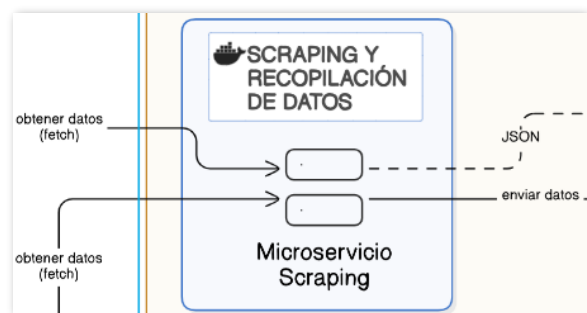 SCRAPING Y
RECOPILACIÓN
DE DATOS
obtener datos
(fetch)
JSON
enviar datos
obtener datos
(fetch)
Microservicio
Scraping